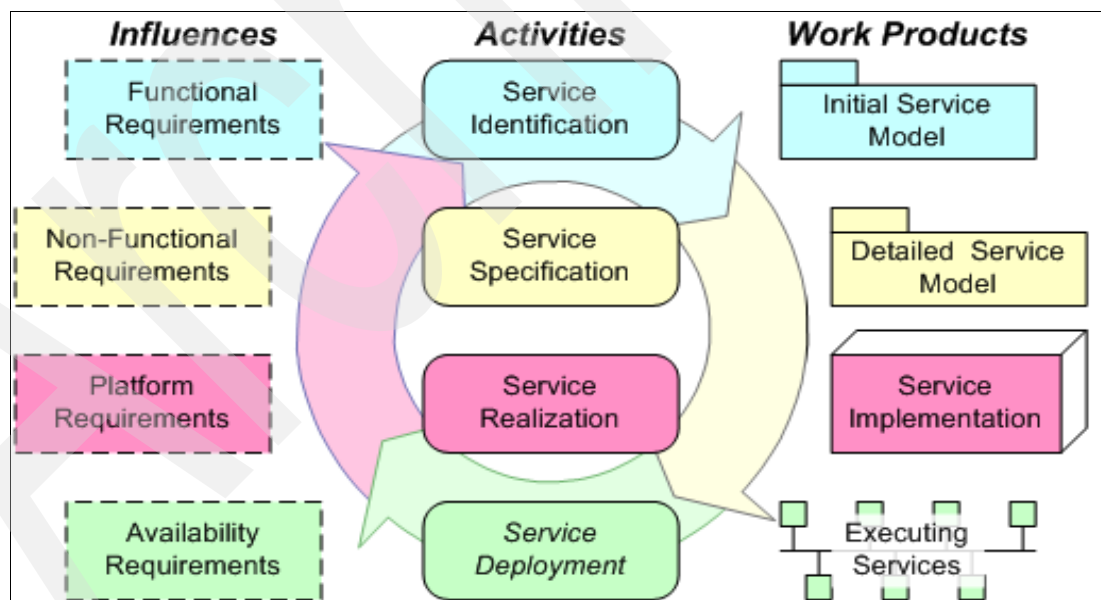 Influences Activities Work Products
Functional
Requirements
Service
Identification
Initial Service
Model
Non-Functional
Requirements
Service
Specification
Detailed Service
Model
Platform
Requirements
Service
Realization
Service
Implementation
Availability
Requirements
Service
Deployment
Executing
Services